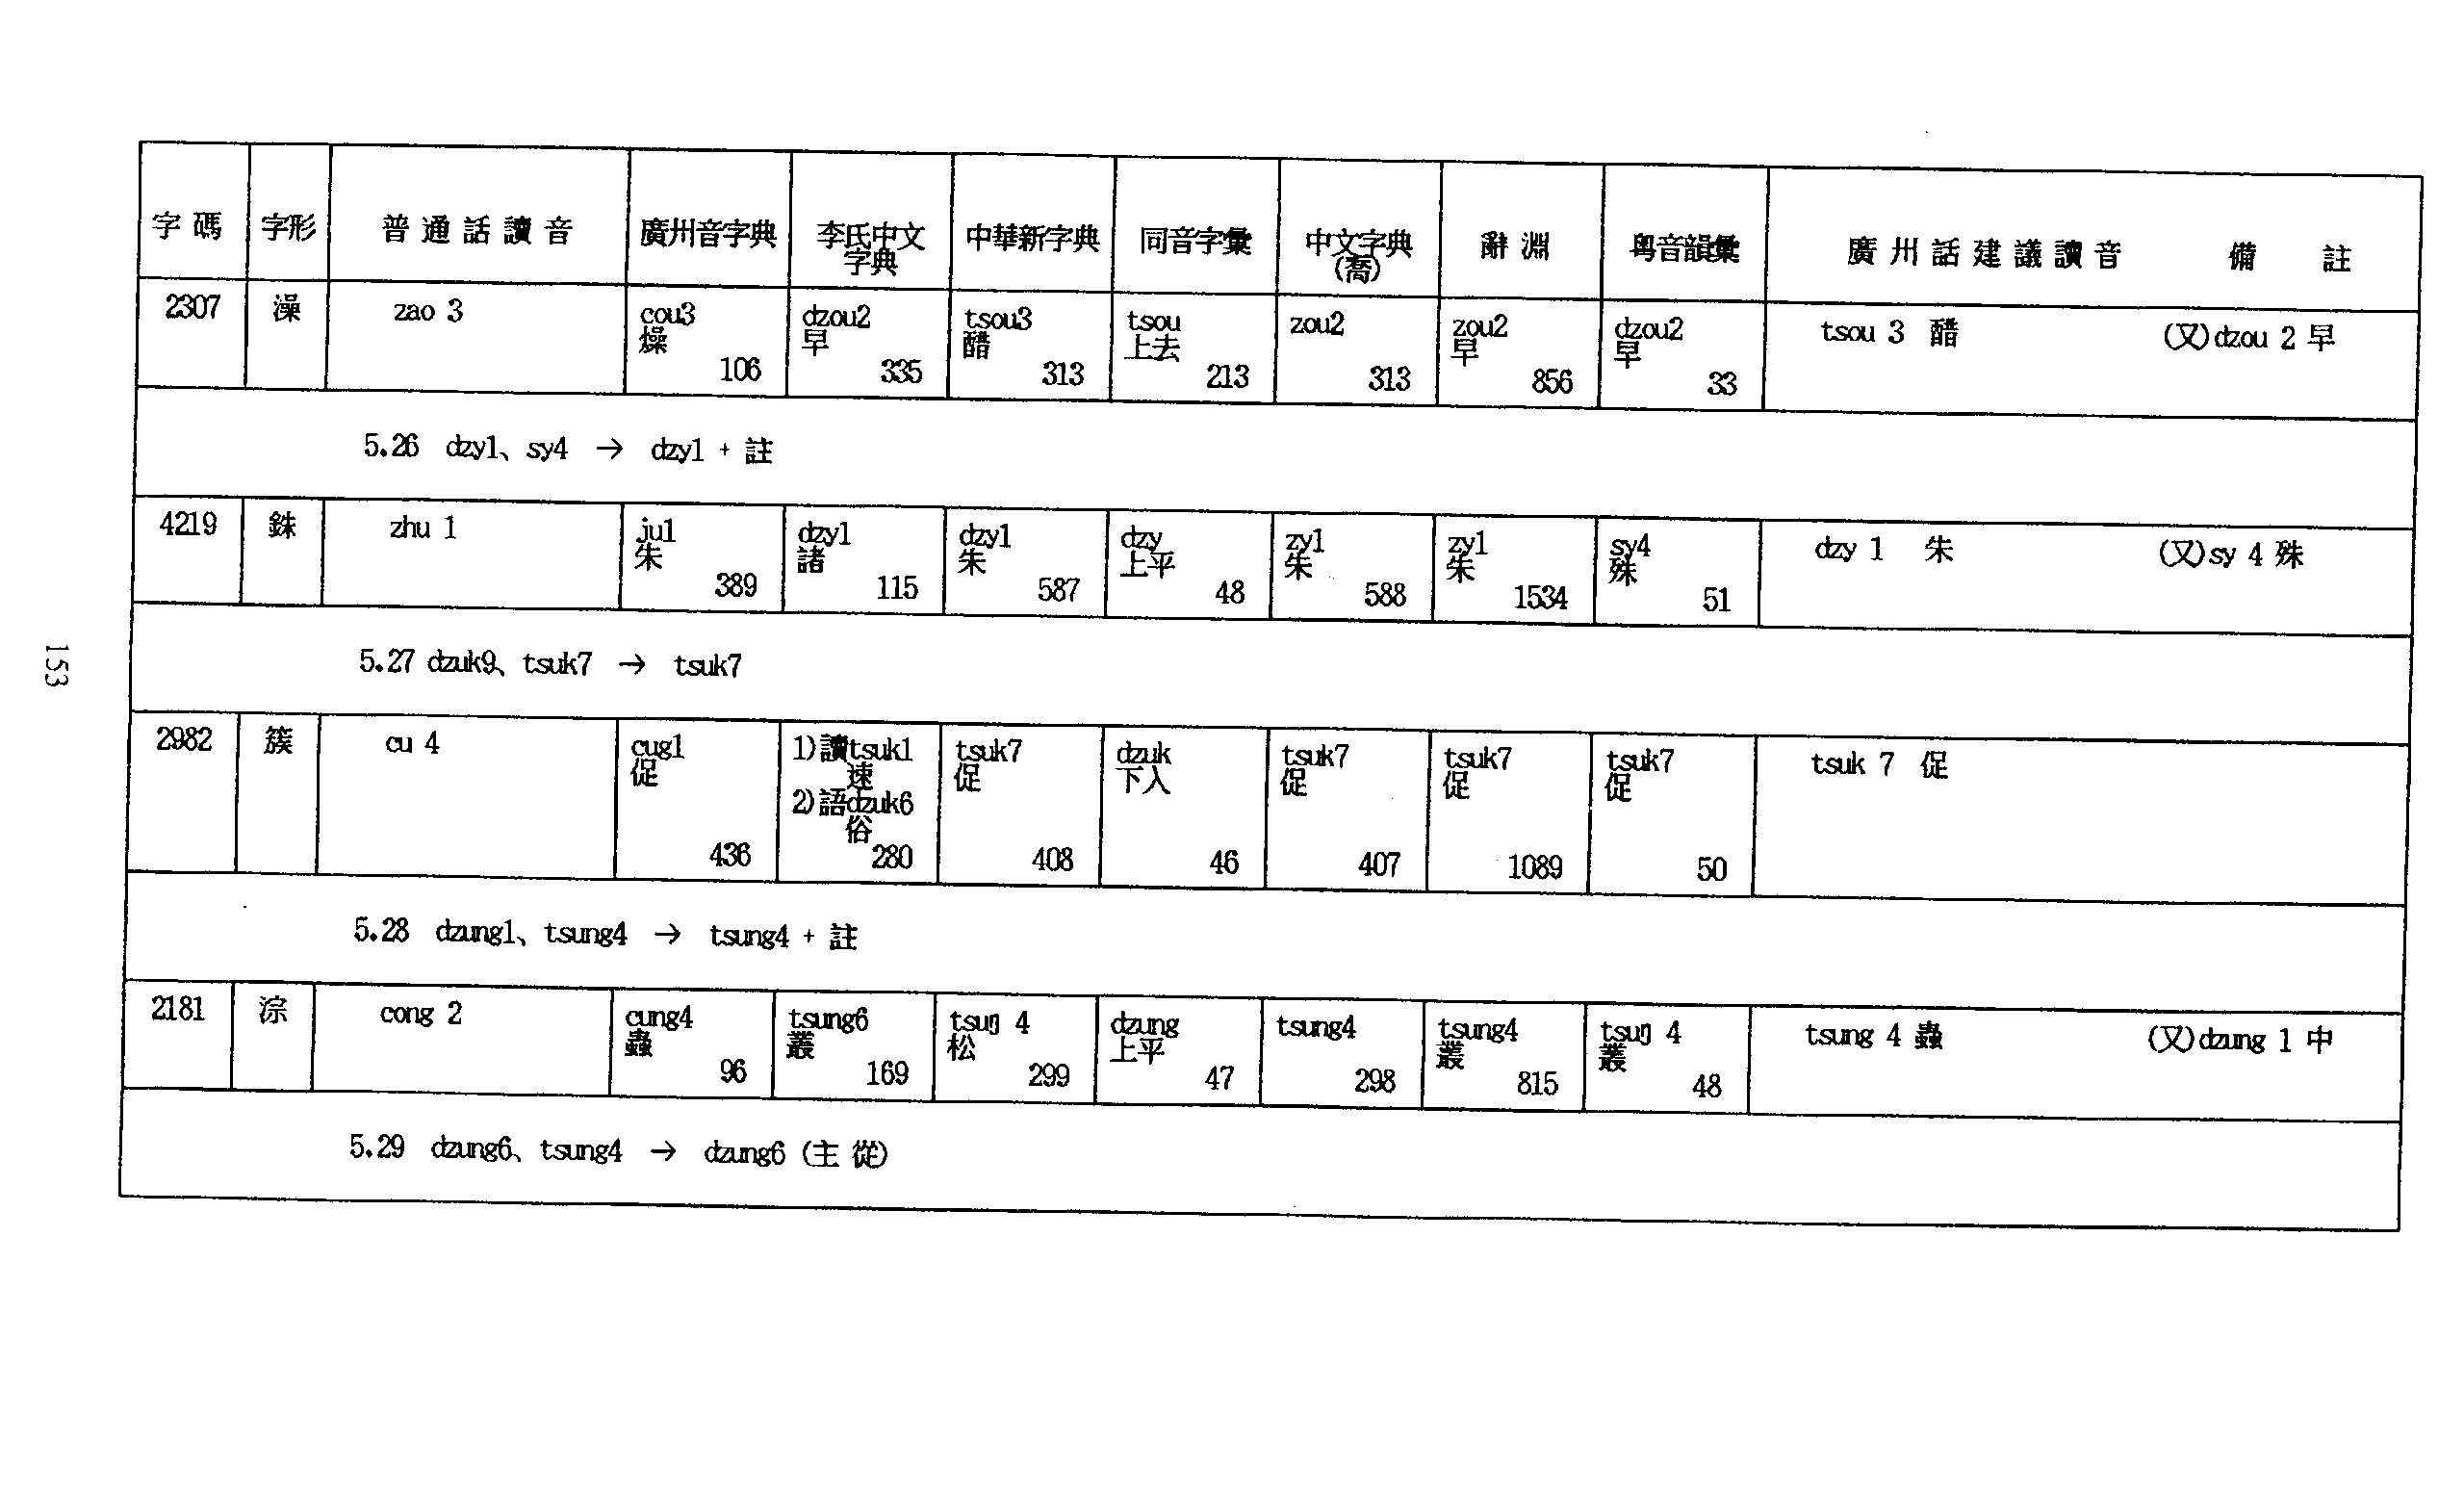 字碼 字形 普通話讀音 廣州音字典 李氏中文字典 中華新字典 同音字彙 中文字典(喬) 辭淵 粵音韻彙 廣州話建議讀音 備註
2307 澡 zao 3 cou3 燥 106 dzou2 早 335 tsou3 醋 313 tsou 上去 213 zou2 313 zou2 早 856 dzou2 早 33 tsou 3 醋 (又)dzou 2 早
5.26 dzy1、sy4 → dzy1 + 註
4219 銖 zhu 1 ju1 朱 389 dzy1 諸 115 dzy1 朱 587 dzy 上平 48 zy1 朱 588 zy1 朱 1534 sy4 殊 51 dzy 1 朱 (又)sy 4 殊
5.27 dzuk9、tsuk7 → tsuk7
2982 簇 cu 4 cug1 促 436 1)讀tsuk1 速 2)語dzuk6 俗 280 tsuk7 促 408 dzuk 下入 46 tsuk7 促 407 tsuk7 促 1089 tsuk7 促 50 tsuk 7 促
5.28 dzung1、tsung4 → tsung4 + 註
2181 淙 cong 2 cung4 蟲 96 tsung6 叢 169 tsuŋ 4 松 299 dzung 上平 47 tsung4 298 tsung4 叢 815 tsuŋ 4 叢 48 tsung 4 蟲 (又)dzung 1 中
5.29 dzung6、tsung4 → dzung6 (主 從)
153